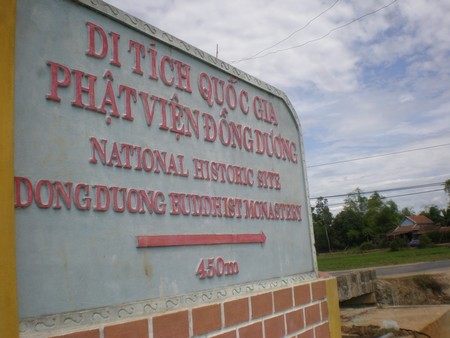 DI TÍCH QUỐC GIA
PHẬT VIỆN ĐỒNG DƯƠNG
NATIONAL HISTORIC SITE
DONG DUONG BUDDHIST MONASTERY
450m